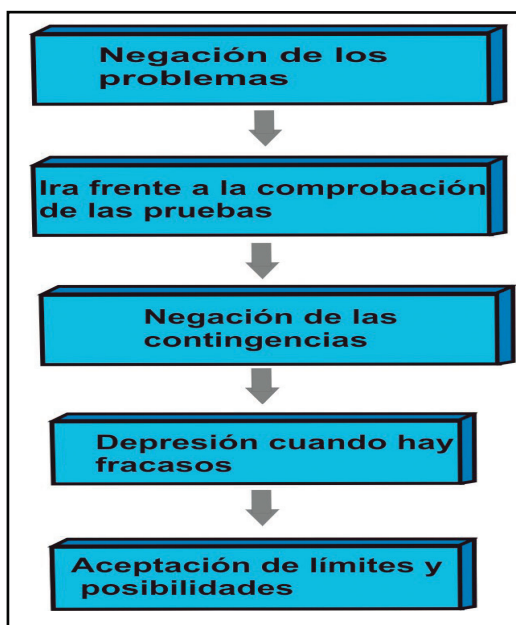 Negación de los
problemas
Ira frente a la comprobación
de las pruebas
Negación de las
contingencias
Depresión cuando hay
fracasos
Aceptación de límites y
posibilidades